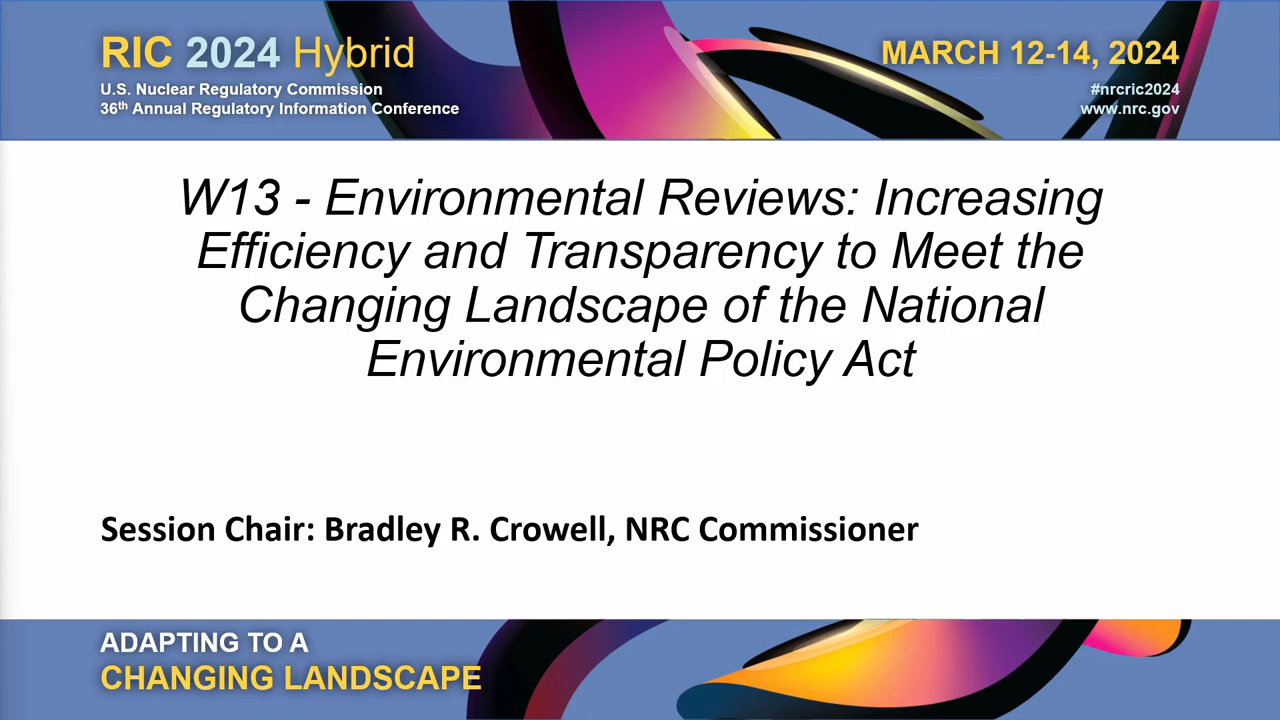 RIC 2024 Hybrid
U.S. Nuclear Regulatory Commission
36th Annual Regulatory Information Conference
MARCH 12-14, 2024
#nrcric2024
www.nrc.gov
W13 - Environmental Reviews: Increasing
Efficiency and Transparency to Meet the
Changing Landscape of the National
Environmental Policy Act
Session Chair: Bradley R. Crowell, NRC Commissioner
ADAPTING TO A
CHANGING LANDSCAPE